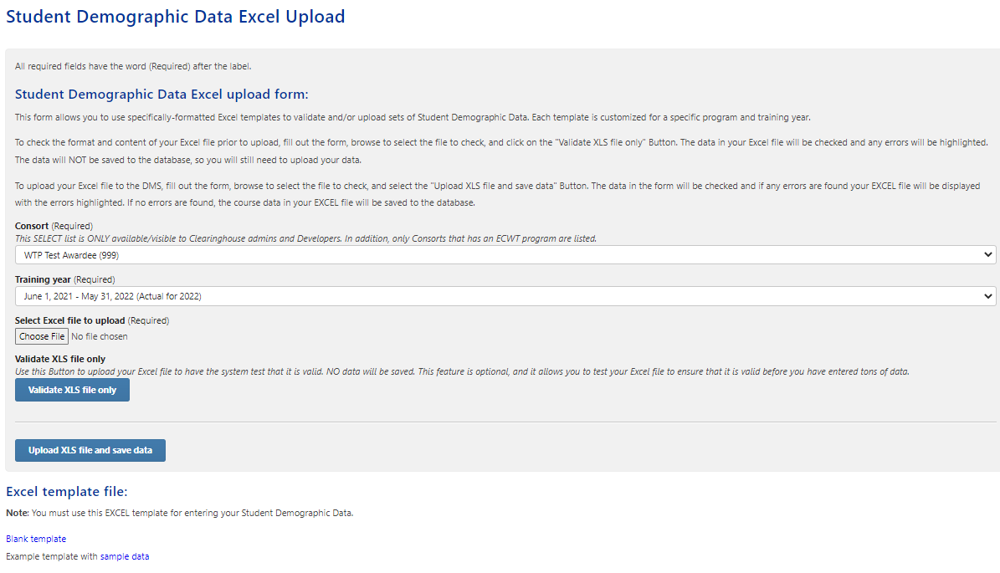 Student Demographic Data Excel Upload
All required fields have the word (Required) after the label.
Student Demographic Data Excel upload form:
This form allows you to use specifically-formatted Excel templates to validate and/or upload sets of Student Demographic Data. Each template is customized for a specific program and training year.
To check the format and content of your Excel file prior to upload, fill out the form, browse to select the file to check, and click on the "Validate XLS file only" Button. The data in your Excel file will be checked and any errors will be highlighted.
The data will NOT be saved to the database, so you will still need to upload your data.
To upload your Excel file to the DMS, fill out the form, browse to select the file to check, and select the "Upload XLS file and save data" Button. The data in the form will be checked and if any errors are found your EXCEL file will be displayed
with the errors highlighted. If no errors are found, the course data in your EXCEL file will be saved to the database.
Consort (Required)
This SELECT list is ONLY available/visible to Clearinghouse admins and Developers. In addition, only Consorts that has an ECWT program are listed.
WTP Test Awardee (999)
Training year (Required)
June 1, 2021 - May 31, 2022 (Actual for 2022)
Select Excel file to upload (Required)
Choose File No file chosen
Validate XLS file only
Use this Button to upload your Excel file to have the system test that it is valid. NO data will be saved. This feature is optional, and it allows you to test your Excel file to ensure that it is valid before you have entered tons of data.
Validate XLS file only
Upload XLS file and save data
Excel template file:
Note: You must use this EXCEL template for entering your Student Demographic Data.
Blank template
Example template with sample data